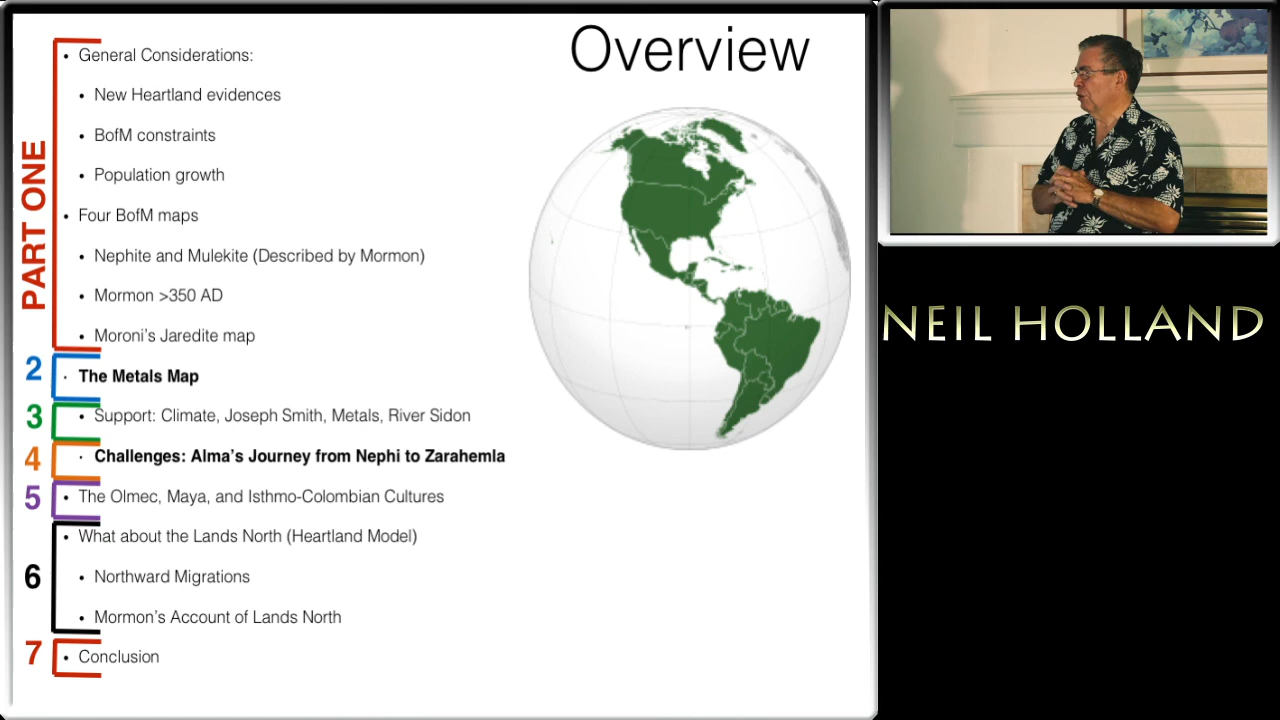 Overview
PART ONE
• General Considerations:
• New Heartland evidences
• BofM constraints
• Population growth
• Four BofM maps
• Nephite and Mulekite (Described by Mormon)
• Mormon >350 AD
• Moroni’s Jaredite map
2
· The Metals Map
3
• Support: Climate, Joseph Smith, Metals, River Sidon
4
· Challenges: Alma’s Journey from Nephi to Zarahemla
5
• The Olmec, Maya, and Isthmo-Colombian Cultures
6
• What about the Lands North (Heartland Model)
• Northward Migrations
• Mormon’s Account of Lands North
7
• Conclusion
NEIL HOLLAND